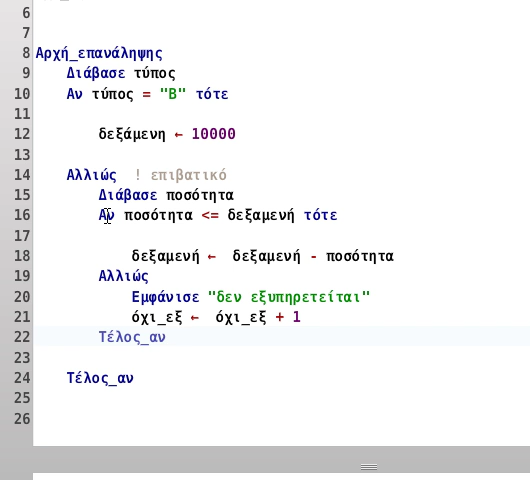 6
7
8 Αρχή_επανάληψης
9 Διάβασε τύπος
10 Αν τύπος = "Β" τότε
11
12 δεξάμενη ← 10000
13
14 Αλλιώς ! επιβατικό
15 Διάβασε ποσότητα
16 Αν ποσότητα <= δεξαμενή τότε
17
18 δεξαμενή ← δεξαμενή - ποσότητα
19 Αλλιώς
20 Εμφάνισε "δεν εξυπηρετείται"
21 όχι_εξ ← όχι_εξ + 1
22 Τέλος_αν
23
24 Τέλος_αν
25
26